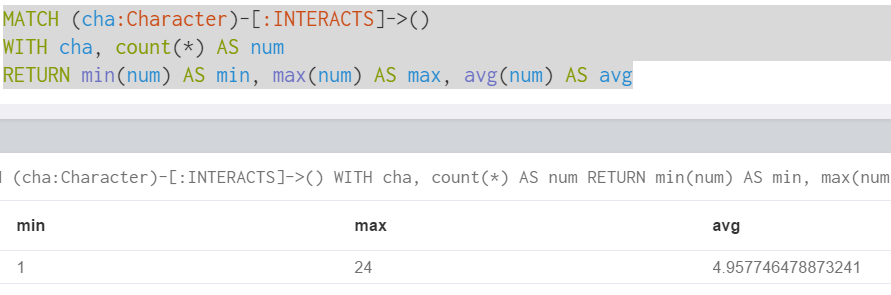 MATCH (cha:Character)-[:INTERACTS]->()
WITH cha, count(*) AS num
RETURN min(num) AS min, max(num) AS max, avg(num) AS avg
(cha:Character)-[:INTERACTS]->() WITH cha, count(*) AS num RETURN min(num) AS min, max(num
min max avg
1 24 4.957746478873241